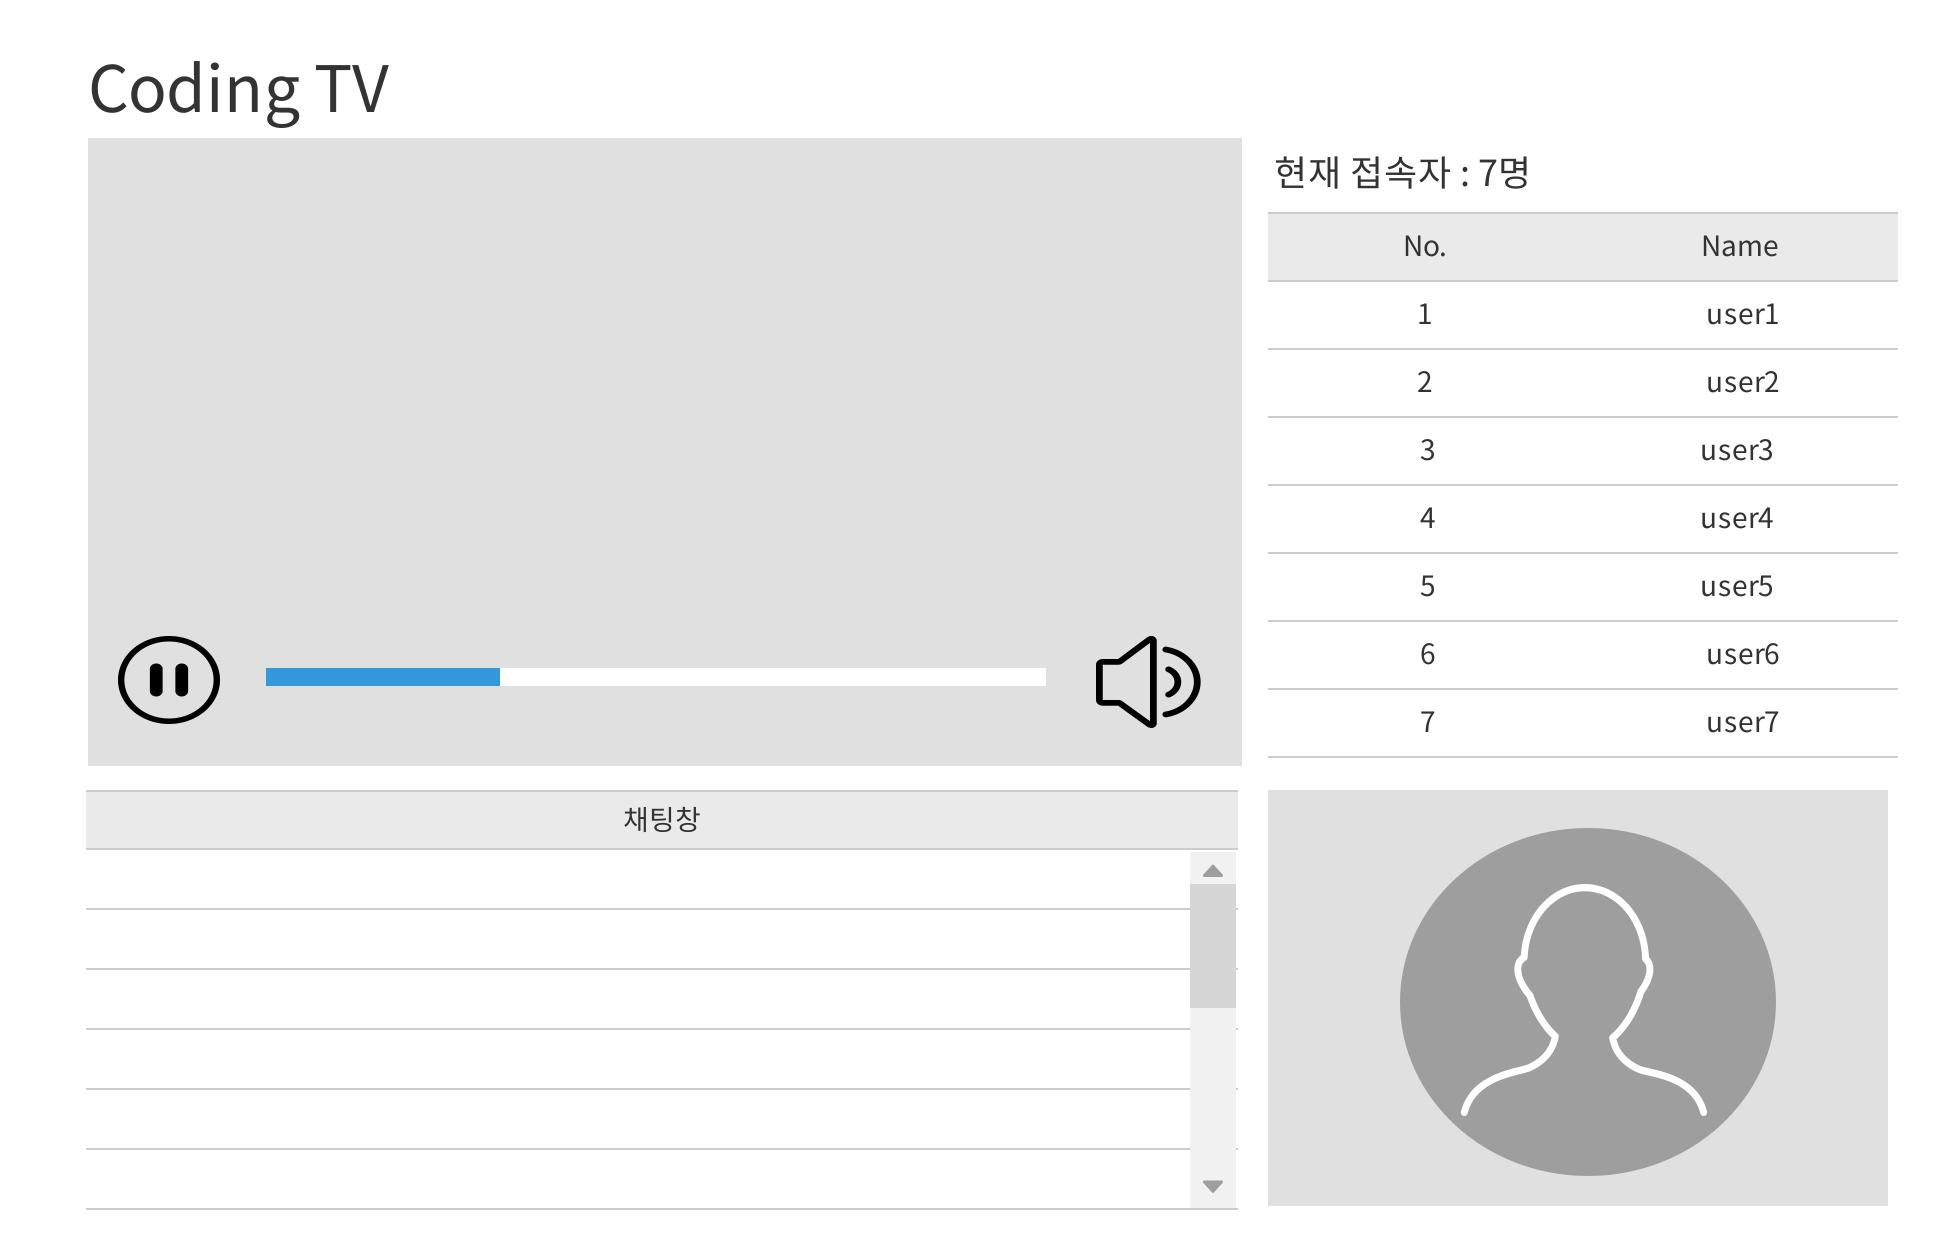 Coding TV
현재 접속자 : 7명
No. Name
1 user1
2 user2
3 user3
4 user4
5 user5
6 user6
7 user7
채팅창